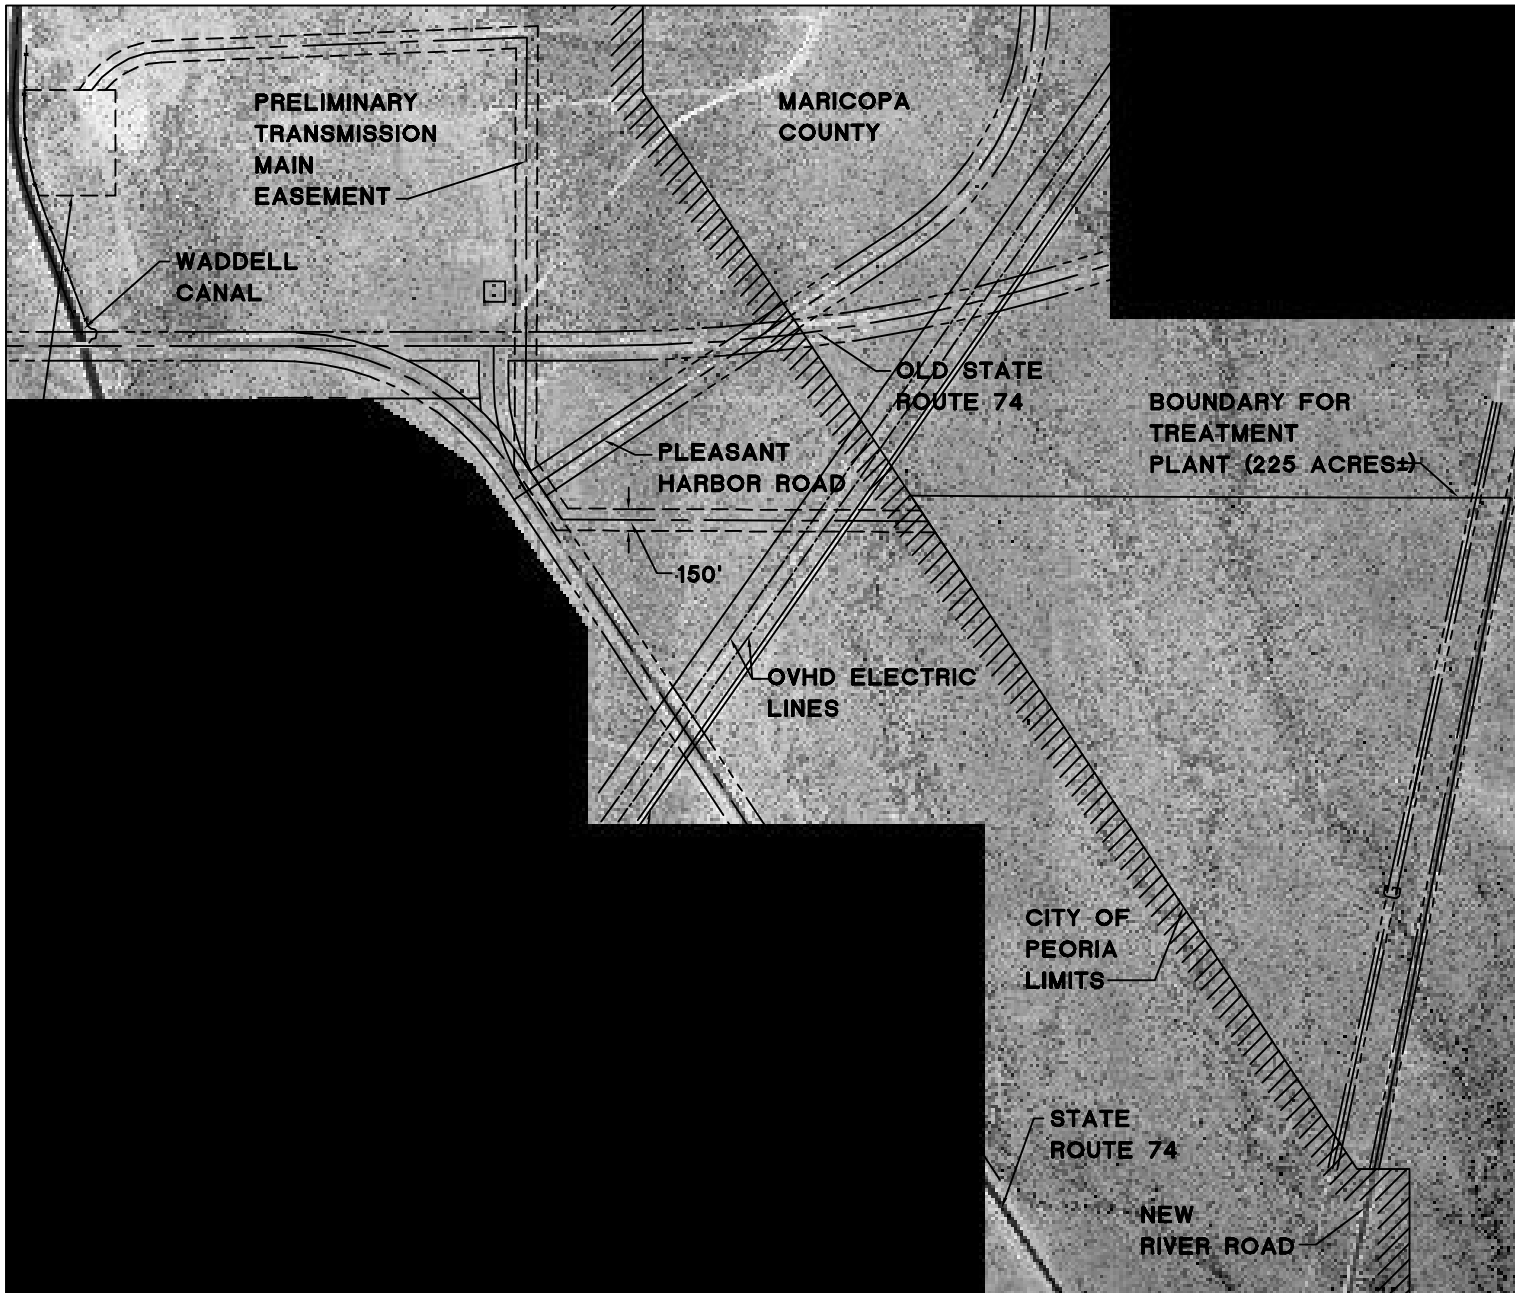 PRELIMINARY
TRANSMISSION
MAIN
EASEMENT
MARICOPA
COUNTY
WADDELL
CANAL
OLD STATE
ROUTE 74
BOUNDARY FOR
TREATMENT
PLANT (225 ACRES±)
PLEASANT
HARBOR ROAD
150'
OVHD ELECTRIC
LINES
CITY OF
PEORIA
LIMITS
STATE
ROUTE 74
NEW
RIVER ROAD